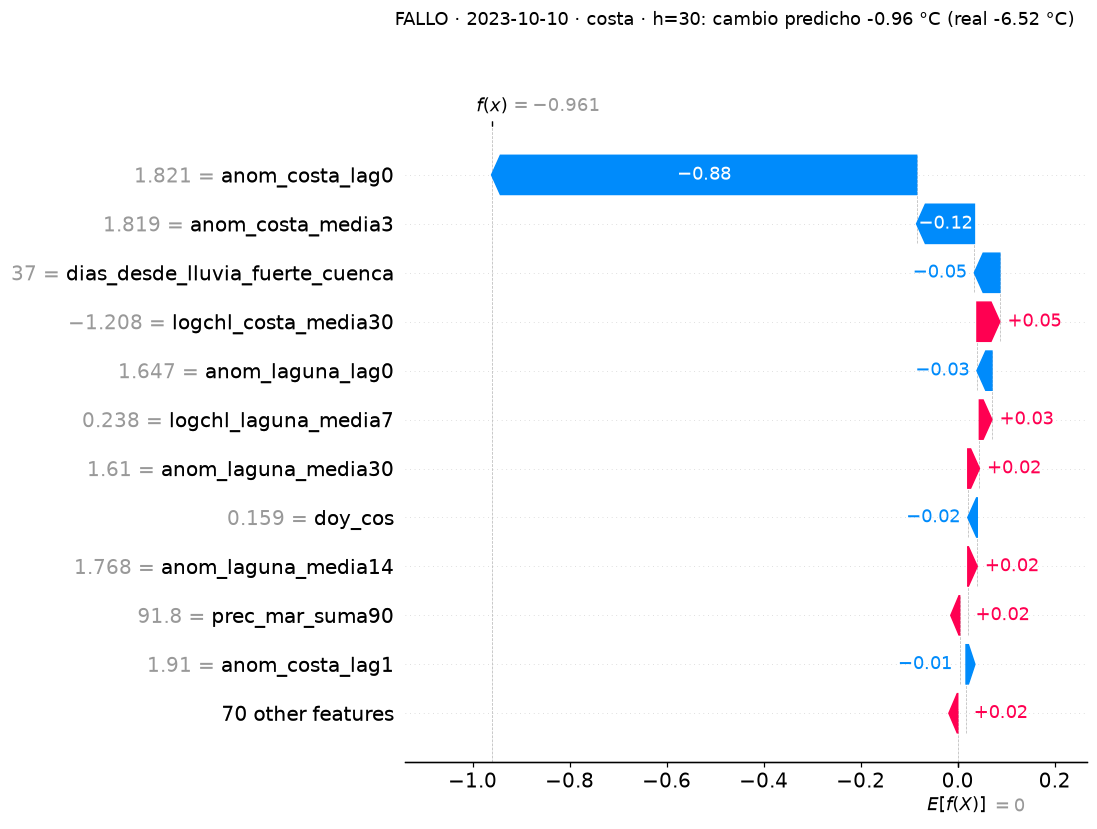 FALLO · 2023-10-10 · costa · h=30: cambio predicho -0.96 °C (real -6.52 °C)
f(x) = −0.961
1.821 = anom_costa_lag0 −0.88
1.819 = anom_costa_media3 −0.12
37 = dias_desde_lluvia_fuerte_cuenca −0.05
−1.208 = logchl_costa_media30 +0.05
1.647 = anom_laguna_lag0 −0.03
0.238 = logchl_laguna_media7 +0.03
1.61 = anom_laguna_media30 +0.02
0.159 = doy_cos −0.02
1.768 = anom_laguna_media14 +0.02
91.8 = prec_mar_suma90 +0.02
1.91 = anom_costa_lag1 −0.01
70 other features +0.02
−1.0 −0.8 −0.6 −0.4 −0.2 0.0 0.2
E[f(X)] = 0